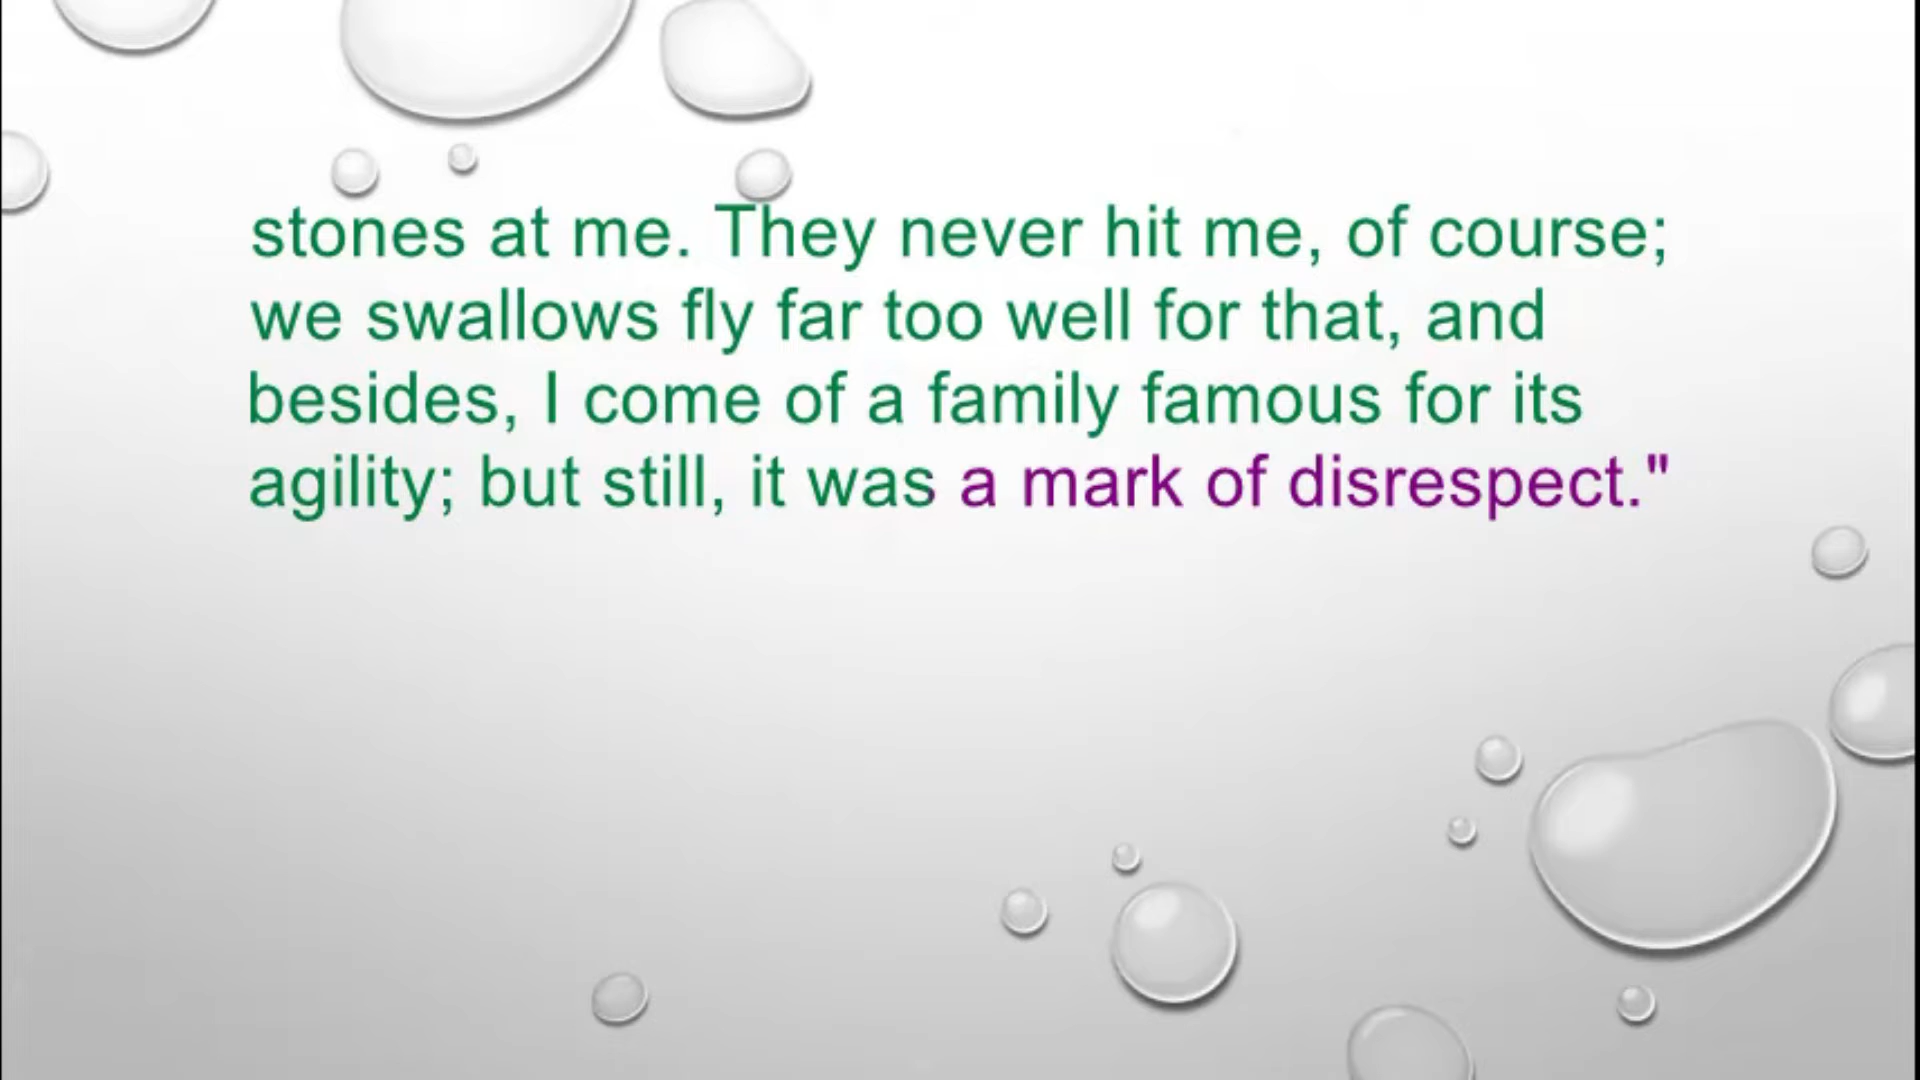 stones at me. They never hit me, of course;
we swallows fly far too well for that, and
besides, I come of a family famous for its
agility; but still, it was a mark of disrespect."